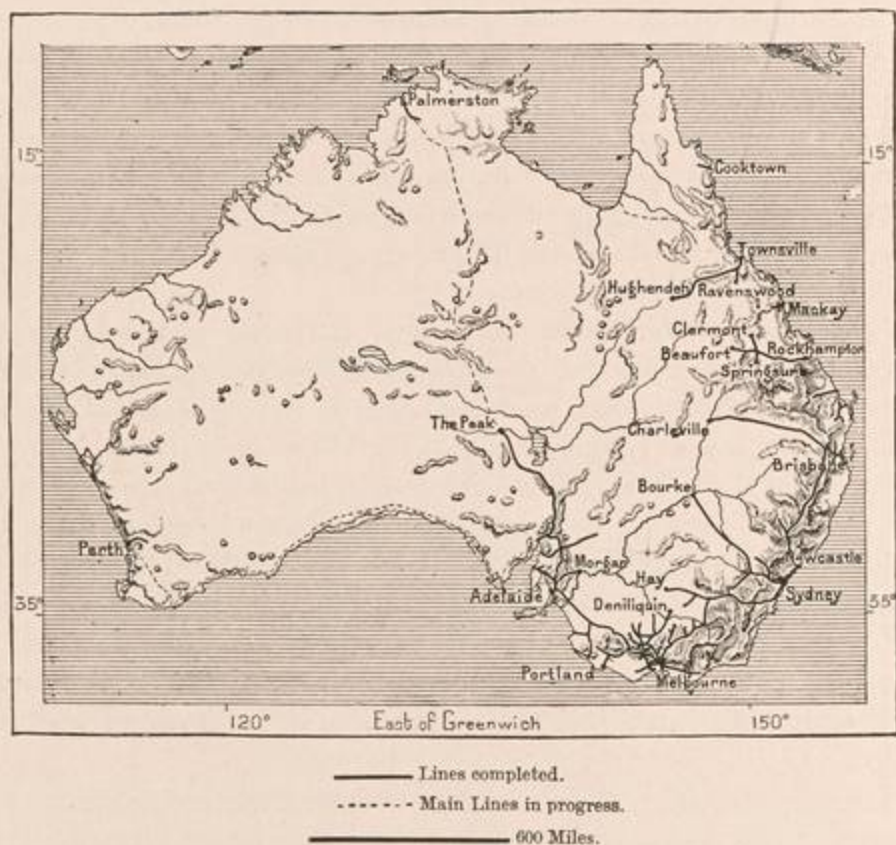 Palmerston
15°
15°
Cooktown
Townsville
Hughenden
Ravenswood
Mackay
Clermont
Beaufort
Rockhampton
Springsure
The Peak
Charleville
Brisbane
Bourke
Perth
Morgan
Newcastle
Hay
35°
Adelaide
Deniliquin
Sydney
35°
Portland
Melbourne
120°
East of Greenwich
150°
Lines completed.
Main Lines in progress.
600 Miles.